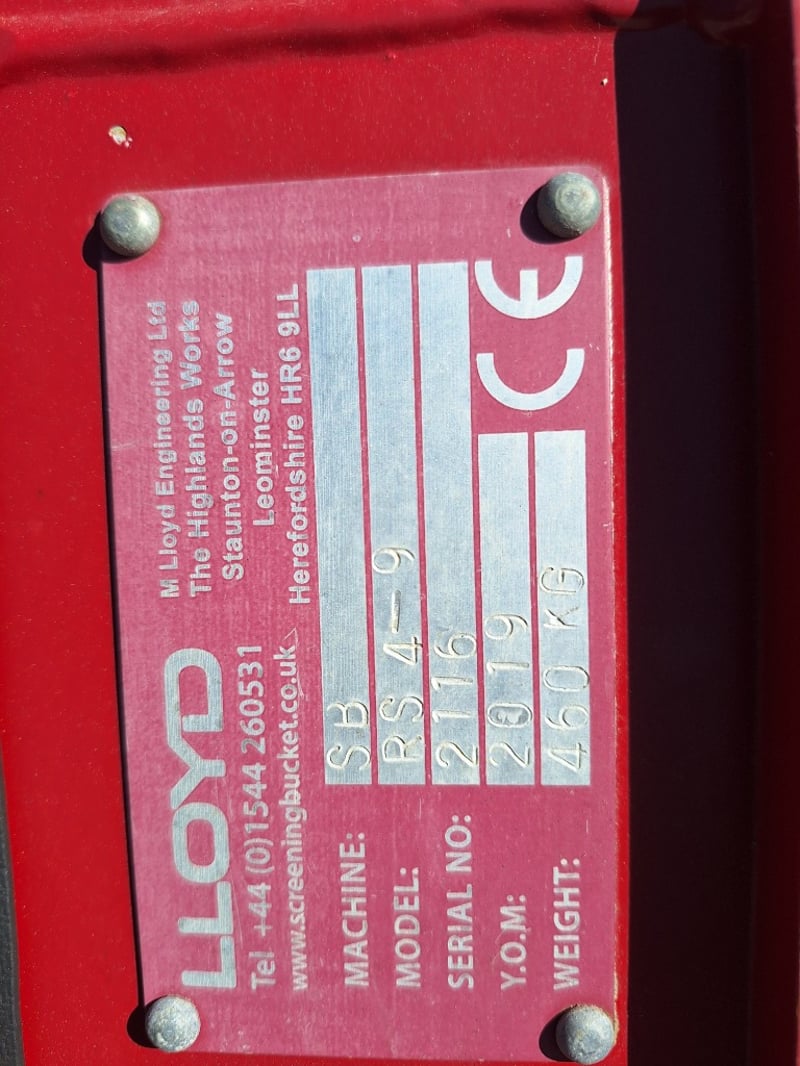 LLOYD
Tel +44 (0)1544 260531
www.screeningbucket.co.uk
M Lloyd Engineering Ltd
The Highlands Works
Staunton-on-Arrow
Leominster
Herefordshire HR6 9LL
MACHINE: SB
MODEL: RS 4-9
SERIAL NO: 2116
Y.O.M: 2019
WEIGHT: 460 KG
CE